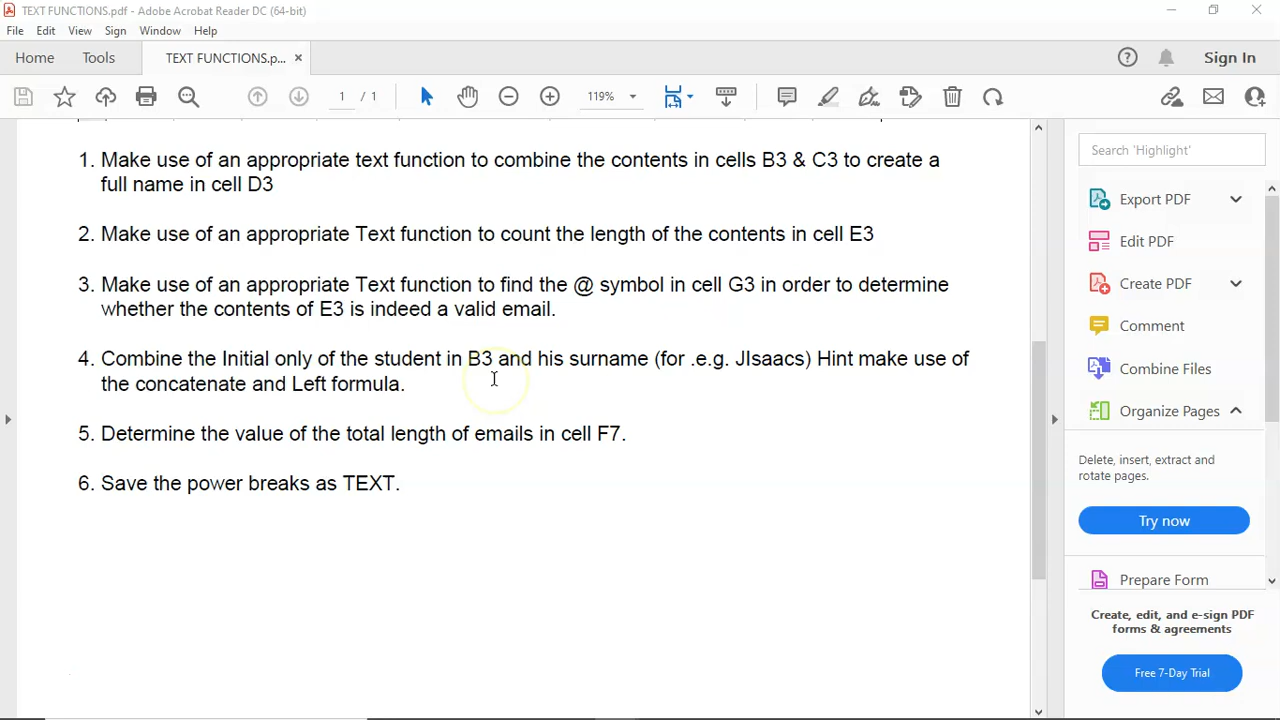 TEXT FUNCTIONS.pdf - Adobe Acrobat Reader DC (64-bit)
File Edit View Sign Window Help
Home Tools TEXT FUNCTIONS.p... × Sign In
1 / 1 119%
1. Make use of an appropriate text function to combine the contents in cells B3 & C3 to create a
full name in cell D3
2. Make use of an appropriate Text function to count the length of the contents in cell E3
3. Make use of an appropriate Text function to find the @ symbol in cell G3 in order to determine
whether the contents of E3 is indeed a valid email.
4. Combine the Initial only of the student in B3 and his surname (for .e.g. JIsaacs) Hint make use of
the concatenate and Left formula.
5. Determine the value of the total length of emails in cell F7.
6. Save the power breaks as TEXT.
Search 'Highlight'
Export PDF
Edit PDF
Create PDF
Comment
Combine Files
Organize Pages
Delete, insert, extract and
rotate pages.
Try now
Prepare Form
Create, edit, and e-sign PDF
forms & agreements
Free 7-Day Trial